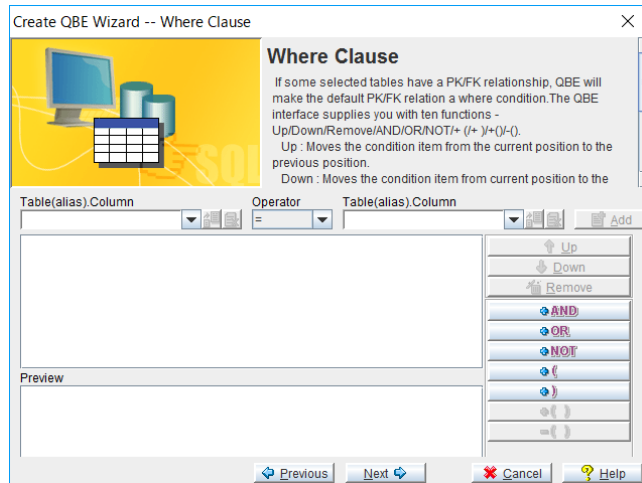 Create QBE Wizard -- Where Clause
Where Clause
If some selected tables have a PK/FK relationship, QBE will
make the default PK/FK relation a where condition.The QBE
interface supplies you with ten functions -
Up/Down/Remove/AND/OR/NOT/+ (/+ )/+()/-().
Up : Moves the condition item from the current position to the
previous position.
Down : Moves the condition item from current position to the
SQL
Table(alias).Column Operator Table(alias).Column
= Add
Up
Down
Remove
AND
OR
NOT
(
)
( )
( )
Preview
Previous Next Cancel Help